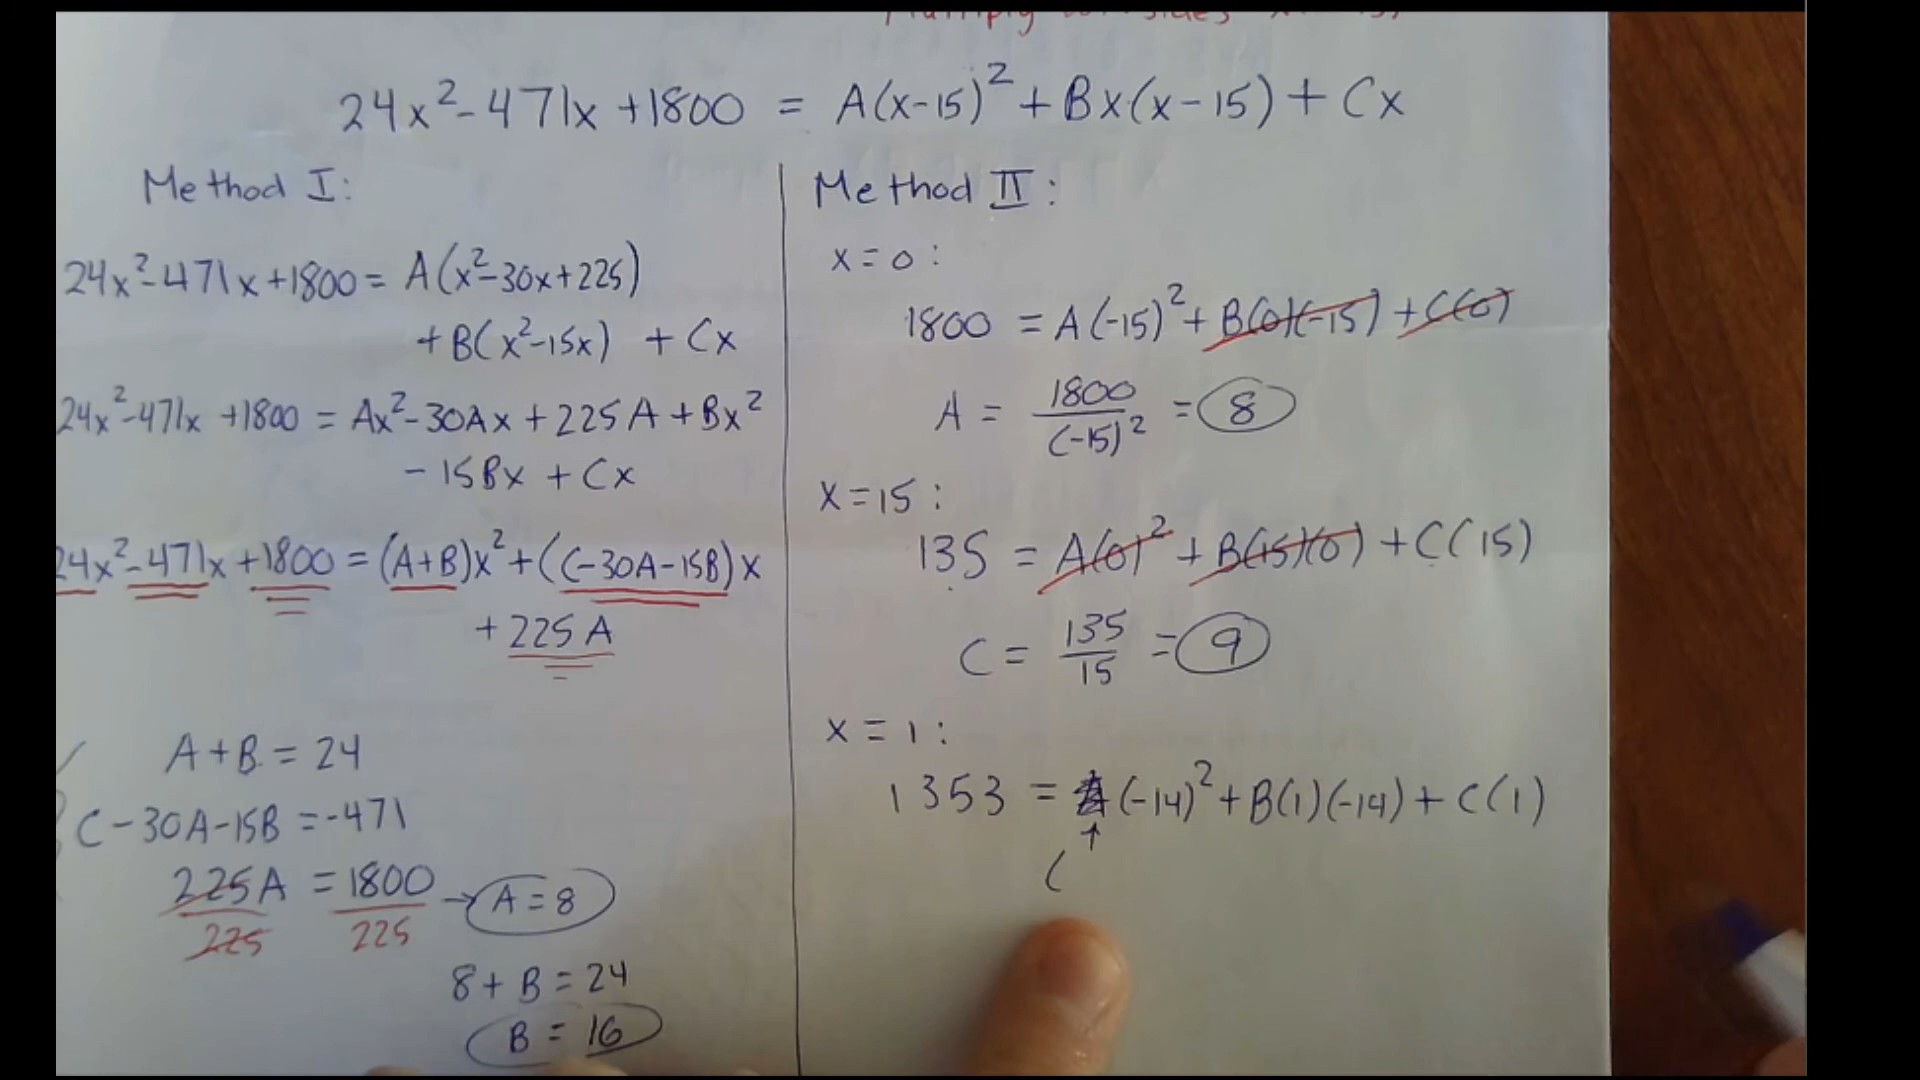 Multiply both sides
24x² - 471x + 1800 = A(x-15)² + Bx(x-15) + Cx
Method I:
24x² - 471x + 1800 = A(x² - 30x + 225)
+ B(x² - 15x) + Cx
24x² - 471x + 1800 = Ax² - 30Ax + 225A + Bx²
- 15Bx + Cx
24x² - 471x + 1800 = (A+B)x² + (C - 30A - 15B)x
+ 225A
A + B = 24
C - 30A - 15B = -471
225A/225 = 1800/225 → A = 8
8 + B = 24
B = 16
Method II:
x = 0:
1800 = A(-15)² + B(0)(-15) + C(0)
A = 1800/(-15)² = 8
x = 15:
135 = A(0)² + B(15)(0) + C(15)
C = 135/15 = 9
x = 1:
1353 = A(-14)² + B(1)(-14) + C(1)
↑
(